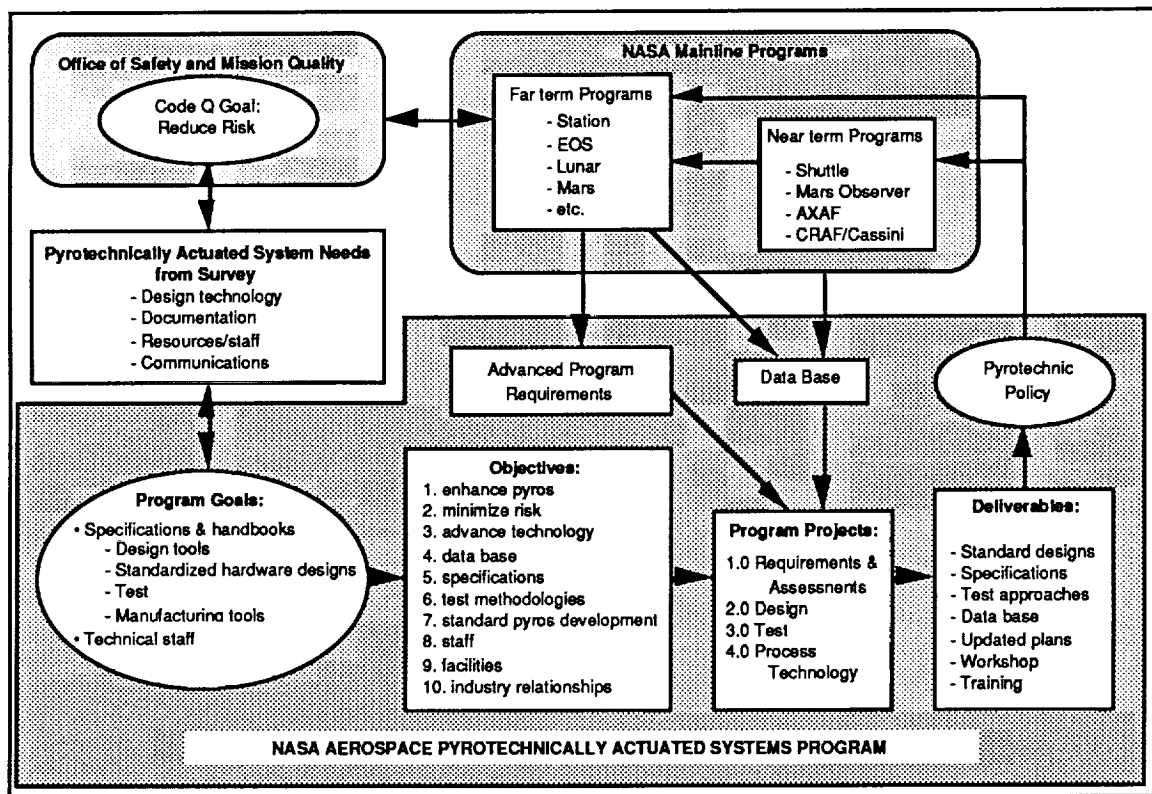 Office of Safety and Mission Quality
Code Q Goal:
Reduce Risk
NASA Mainline Programs
Far term Programs
- Station
- EOS
- Lunar
- Mars
- etc.
Near term Programs
- Shuttle
- Mars Observer
- AXAF
- CRAF/Cassini
Pyrotechnically Actuated System Needs
from Survey
- Design technology
- Documentation
- Resources/staff
- Communications
Advanced Program
Requirements
Data Base
Pyrotechnic
Policy
Program Goals:
• Specifications & handbooks
- Design tools
- Standardized hardware designs
- Test
- Manufacturing tools
• Technical staff
Objectives:
1. enhance pyros
2. minimize risk
3. advance technology
4. data base
5. specifications
6. test methodologies
7. standard pyros development
8. staff
9. facilities
10. industry relationships
Program Projects:
1.0 Requirements &
Assessnents
2.0 Design
3.0 Test
4.0 Process
Technology
Deliverables:
- Standard designs
- Specifications
- Test approaches
- Data base
- Updated plans
- Workshop
- Training
NASA AEROSPACE PYROTECHNICALLY ACTUATED SYSTEMS PROGRAM